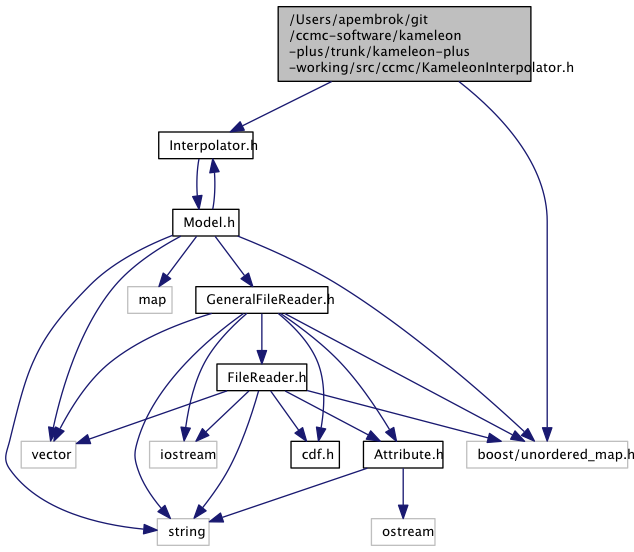 /Users/apembrok/git
/ccmc-software/kameleon
-plus/trunk/kameleon-plus
-working/src/ccmc/KameleonInterpolator.h
Interpolator.h
Model.h
map
GeneralFileReader.h
FileReader.h
vector
iostream
cdf.h
Attribute.h
boost/unordered_map.h
string
ostream